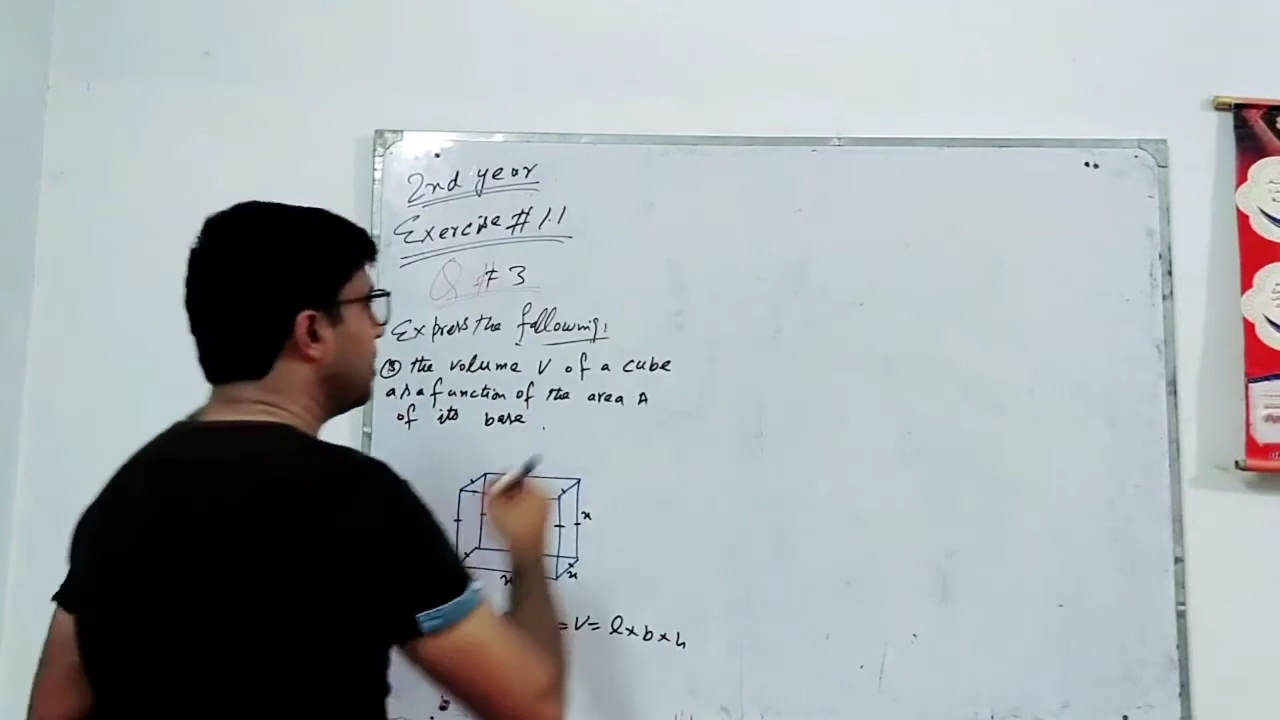 2nd year
Exercise # 1.1
Q # 3
Express the following:
the volume V of a cube
as a function of the area A
of its base.
x
x
x
= V = l x b x h